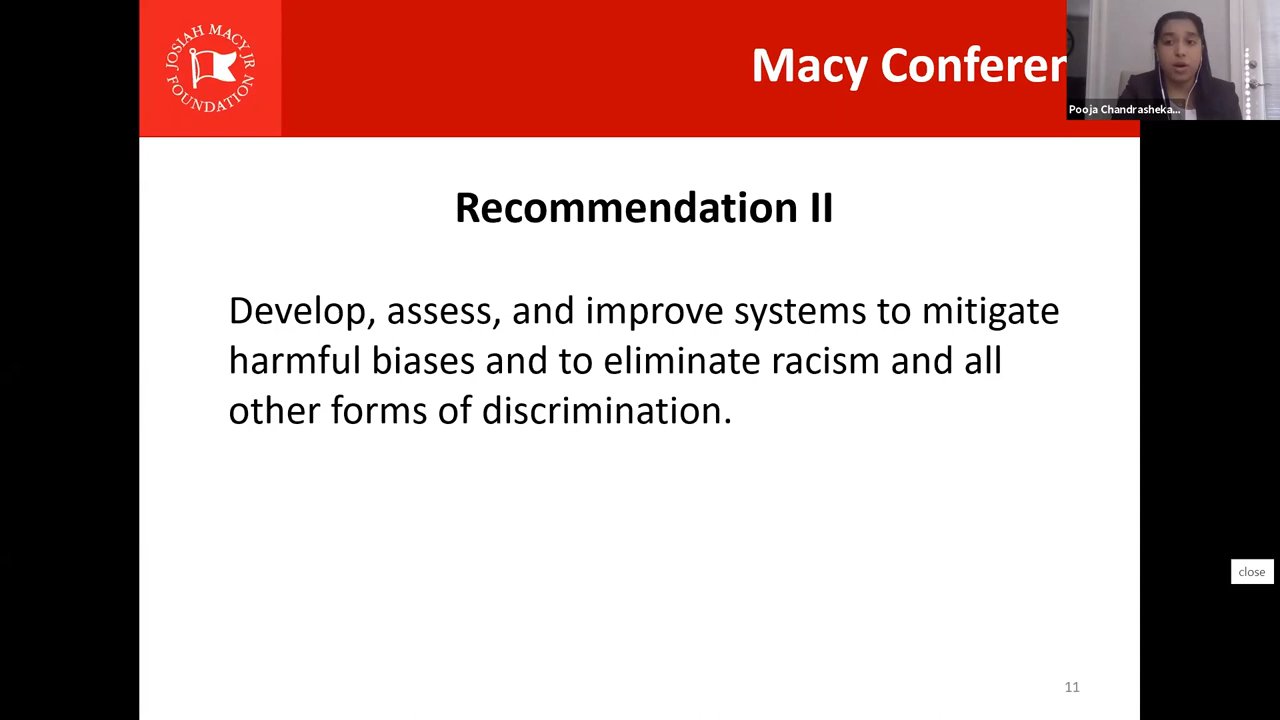 JOSIAH MACY JR
FOUNDATION
Macy Conferen
Pooja Chandrasheka...
Recommendation II
Develop, assess, and improve systems to mitigate
harmful biases and to eliminate racism and all
other forms of discrimination.
close
11